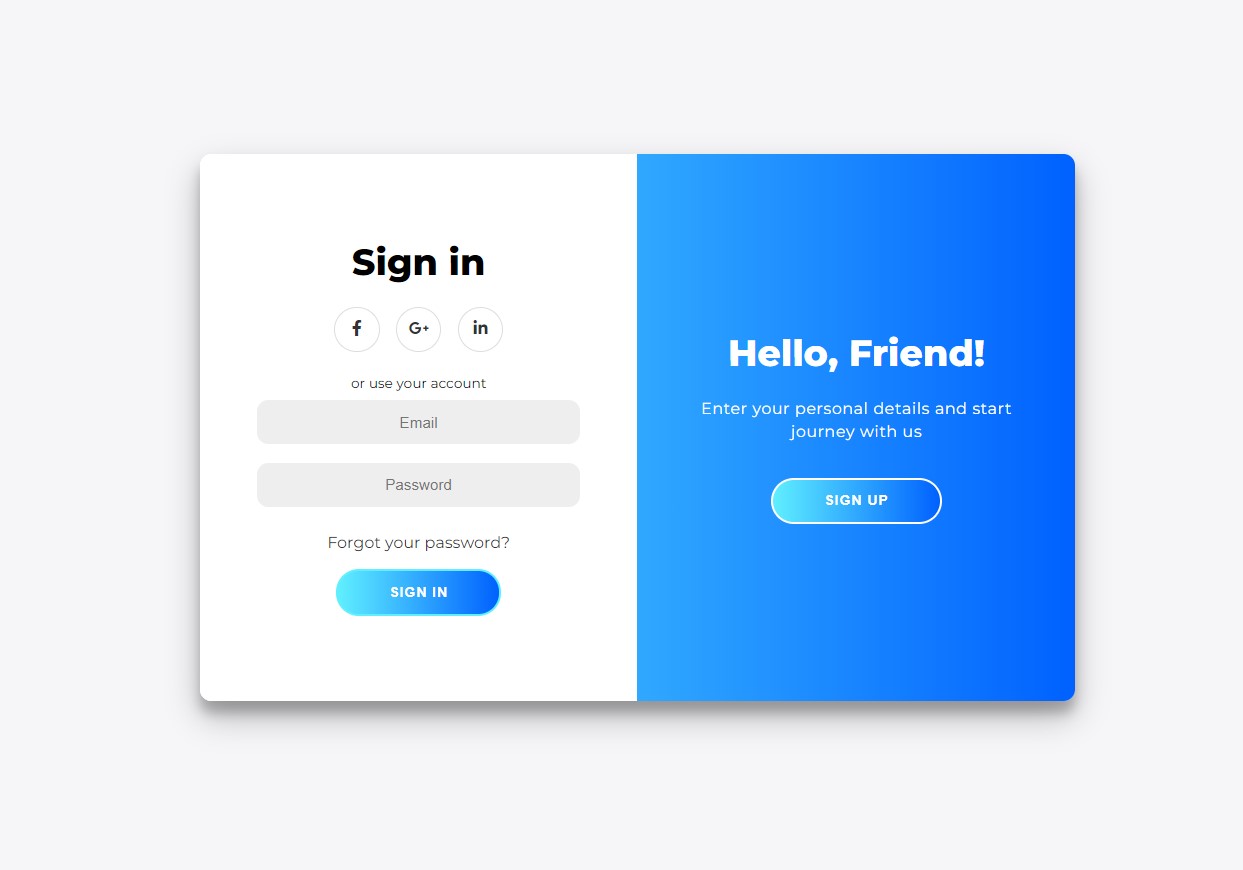 Sign in
f G+ in
or use your account
Email
Password
Forgot your password?
SIGN IN
Hello, Friend!
Enter your personal details and start
journey with us
SIGN UP